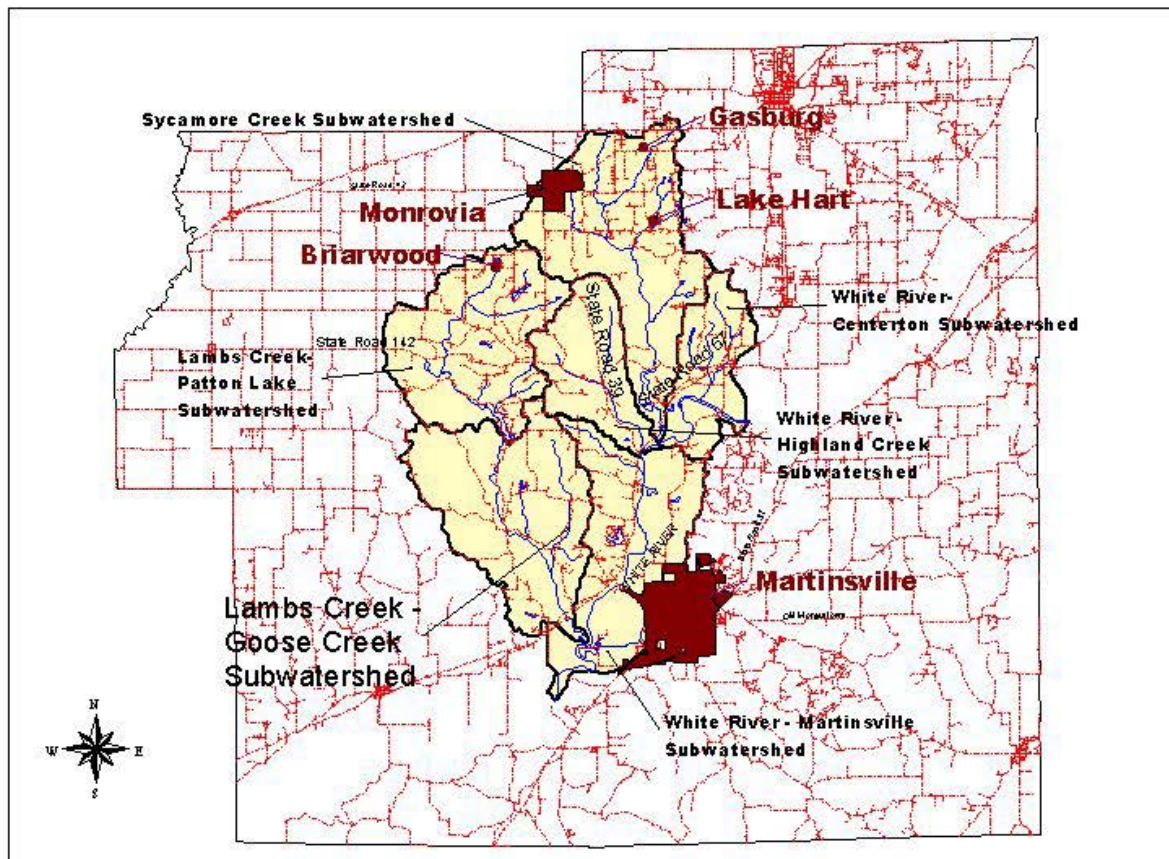 Gasburg
Sycamore Creek Subwatershed
Monrovia
Lake Hart
Briarwood
White River-
Centerton Subwatershed
State Road 39
State Road 67
State Road 142
Lambs Creek-
Patton Lake
Subwatershed
White River -
Highland Creek
Subwatershed
WHITE RIVER
Martinsville
Lambs Creek -
Goose Creek
Subwatershed
White River - Martinsville
Subwatershed
N
W
E
S